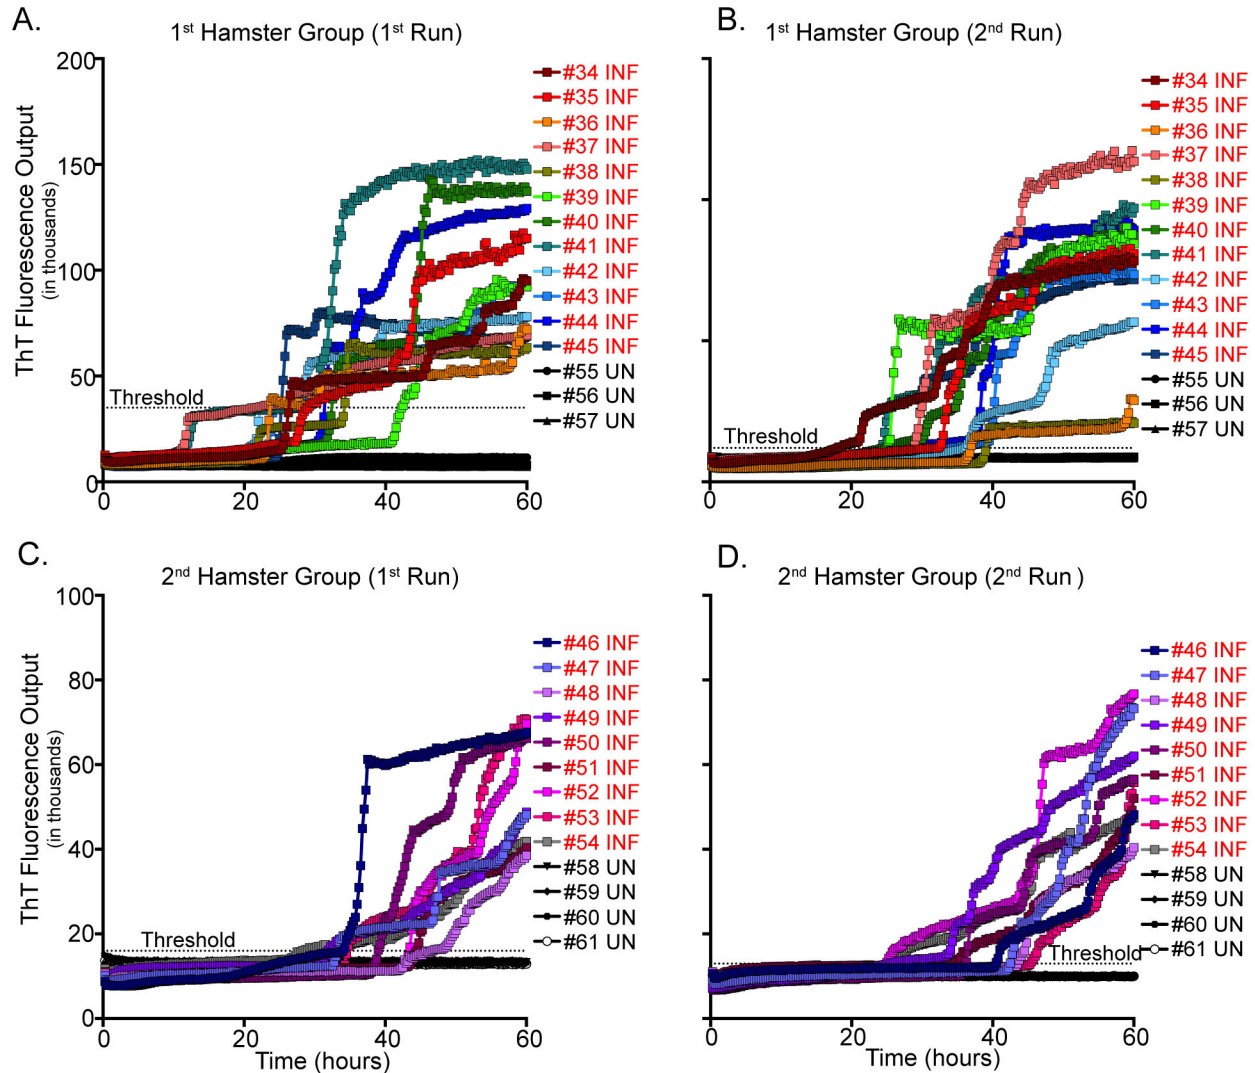 A.
1st Hamster Group (1st Run)
200
150
100
50
0
0
20
40
60
ThT Fluorescence Output
(in thousands)
Threshold
#34 INF
#35 INF
#36 INF
#37 INF
#38 INF
#39 INF
#40 INF
#41 INF
#42 INF
#43 INF
#44 INF
#45 INF
#55 UN
#56 UN
#57 UN
B.
1st Hamster Group (2nd Run)
Threshold
0
20
40
60
#34 INF
#35 INF
#36 INF
#37 INF
#38 INF
#39 INF
#40 INF
#41 INF
#42 INF
#43 INF
#44 INF
#45 INF
#55 UN
#56 UN
#57 UN
C.
2nd Hamster Group (1st Run)
100
80
60
40
20
0
0
20
40
60
ThT Fluorescence Output
(in thousands)
Threshold
Time (hours)
#46 INF
#47 INF
#48 INF
#49 INF
#50 INF
#51 INF
#52 INF
#53 INF
#54 INF
#58 UN
#59 UN
#60 UN
#61 UN
D.
2nd Hamster Group (2nd Run)
Threshold
0
20
40
60
Time (hours)
#46 INF
#47 INF
#48 INF
#49 INF
#50 INF
#51 INF
#52 INF
#53 INF
#54 INF
#58 UN
#59 UN
#60 UN
#61 UN